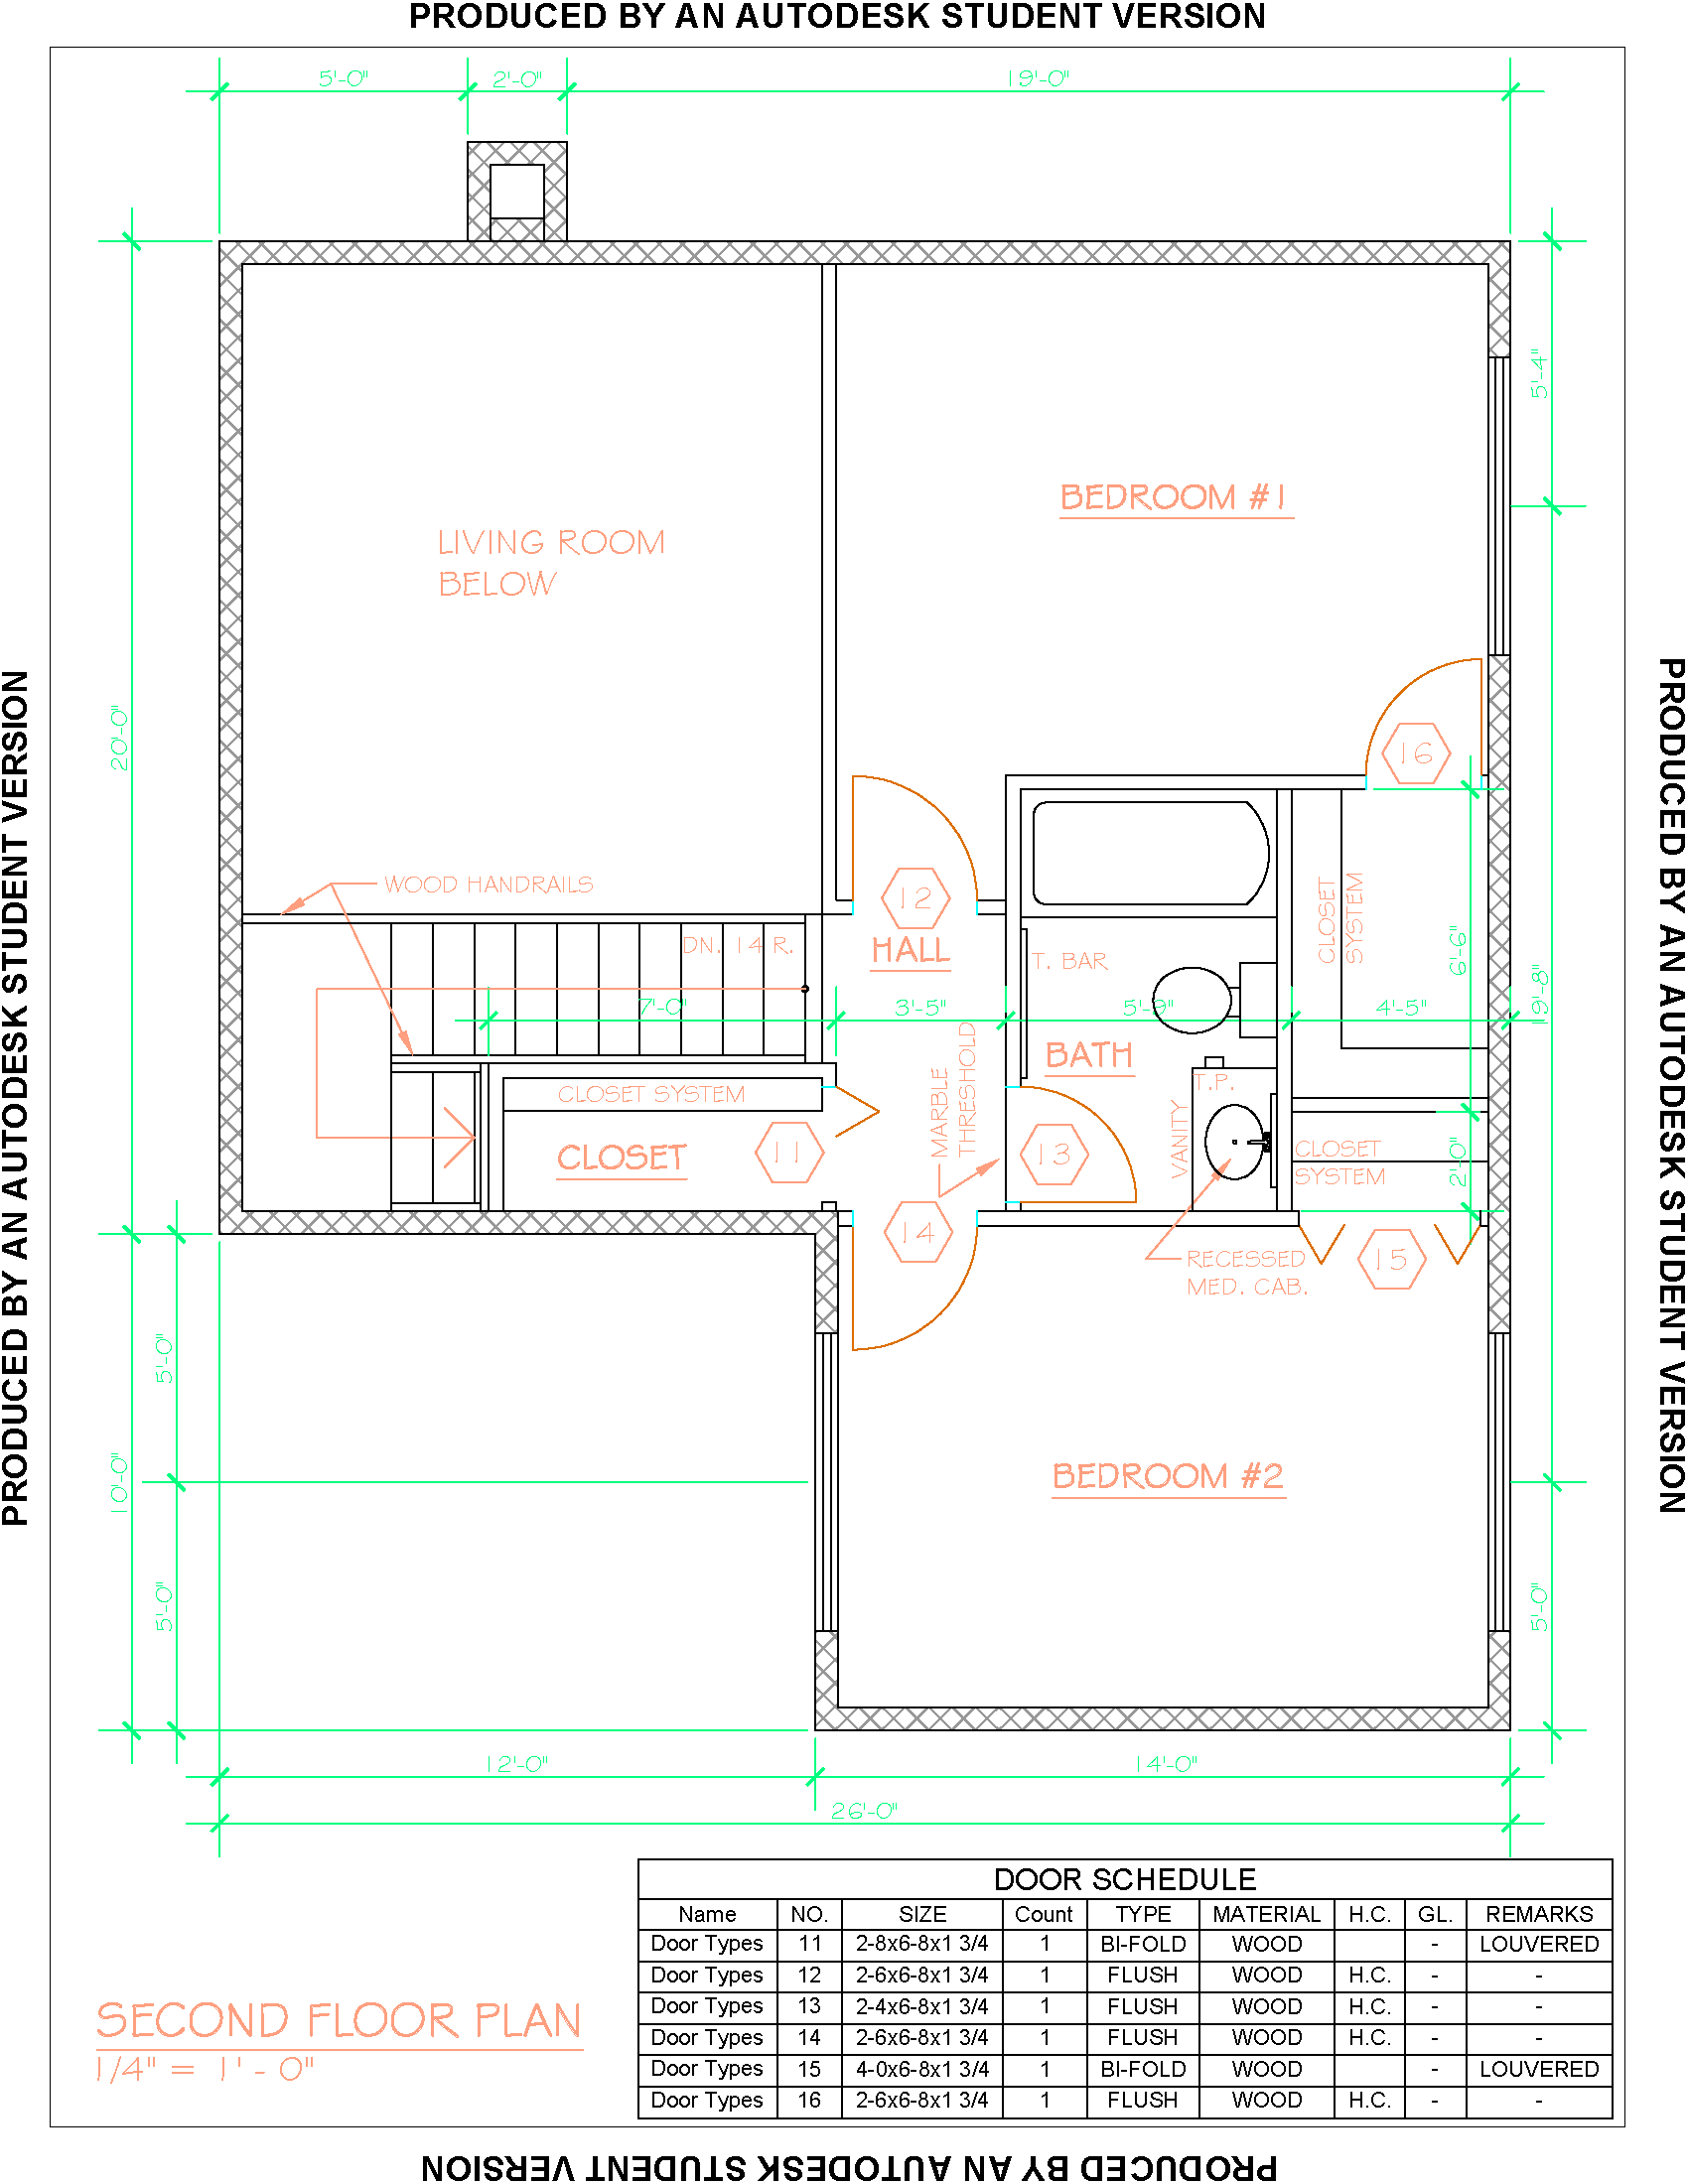 PRODUCED BY AN AUTODESK STUDENT VERSION
5'-0"
2'-0"
19'-0"
5'-4"
BEDROOM #1
LIVING ROOM
BELOW
20'-0"
16
WOOD HANDRAILS
12
DN. 14 R.
HALL
T. BAR
CLOSET
SYSTEM
6'-6"
19'-8"
7'-0"
3'-5"
5'-9"
4'-5"
MARBLE
THRESHOLD
BATH
T.P.
CLOSET SYSTEM
CLOSET
11
13
VANITY
CLOSET
SYSTEM
2'-0"
14
RECESSED
MED. CAB.
15
5'-0"
10'-0"
BEDROOM #2
5'-0"
5'-0"
12'-0"
14'-0"
26'-0"
DOOR SCHEDULE
Name NO. SIZE Count TYPE MATERIAL H.C. GL. REMARKS
Door Types 11 2-8x6-8x1 3/4 1 BI-FOLD WOOD - LOUVERED
Door Types 12 2-6x6-8x1 3/4 1 FLUSH WOOD H.C. - -
Door Types 13 2-4x6-8x1 3/4 1 FLUSH WOOD H.C. - -
Door Types 14 2-6x6-8x1 3/4 1 FLUSH WOOD H.C. - -
Door Types 15 4-0x6-8x1 3/4 1 BI-FOLD WOOD - LOUVERED
Door Types 16 2-6x6-8x1 3/4 1 FLUSH WOOD H.C. - -
SECOND FLOOR PLAN
1/4" = 1' - 0"
PRODUCED BY AN AUTODESK STUDENT VERSION
PRODUCED BY AN AUTODESK STUDENT VERSION
PRODUCED BY AN AUTODESK STUDENT VERSION